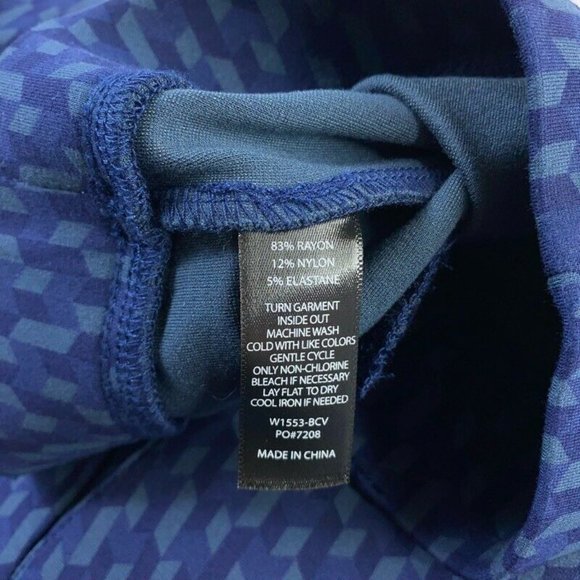 83% RAYON
12% NYLON
5% ELASTANE
TURN GARMENT
INSIDE OUT
MACHINE WASH
COLD WITH LIKE COLORS
GENTLE CYCLE
ONLY NON-CHLORINE
BLEACH IF NECESSARY
LAY FLAT TO DRY
COOL IRON IF NEEDED
W1553-BCV
PO#7208
MADE IN CHINA